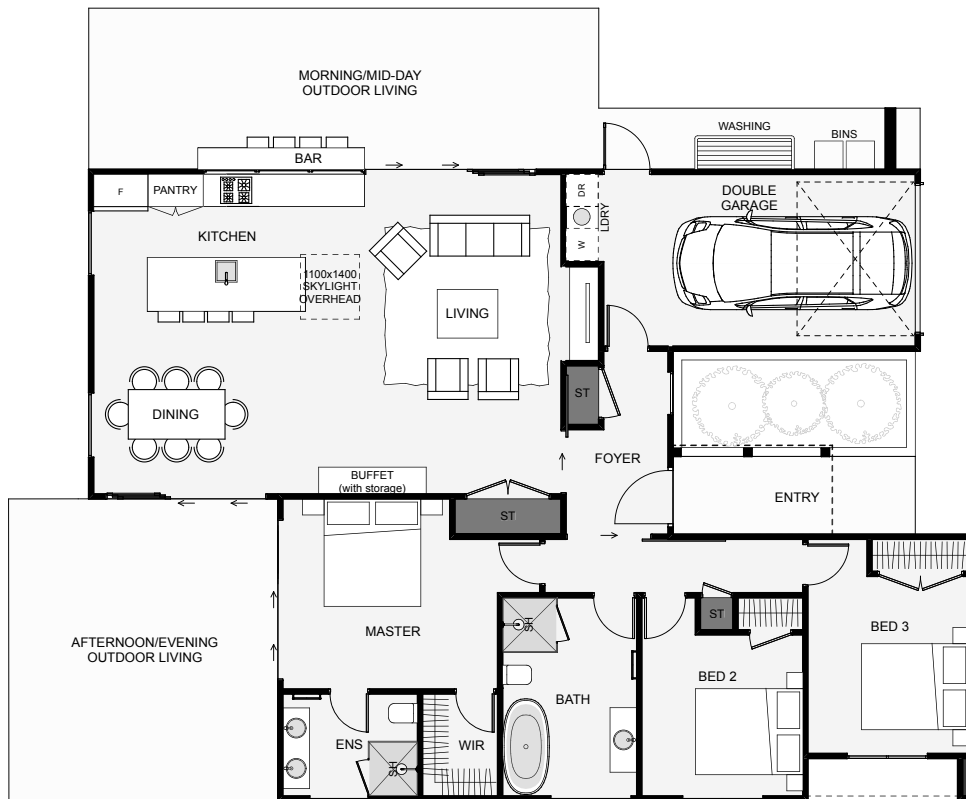 MORNING/MID-DAY
OUTDOOR LIVING
WASHING
BINS
BAR
F
PANTRY
DR
LDRY
W
DOUBLE
GARAGE
KITCHEN
1100x1400
SKYLIGHT
OVERHEAD
LIVING
ST
DINING
FOYER
BUFFET
(with storage)
ENTRY
ST
ST
SH
MASTER
BED 3
AFTERNOON/EVENING
OUTDOOR LIVING
BED 2
BATH
ENS
WIR
SH